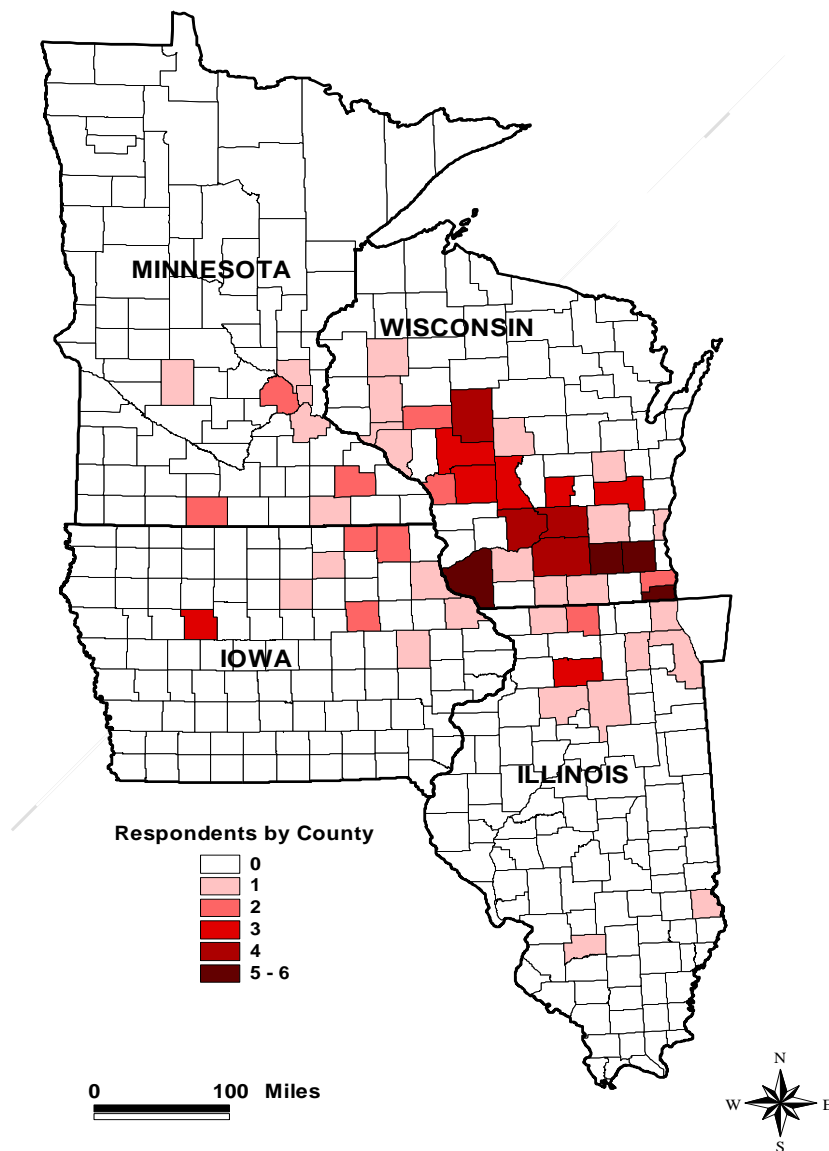 MINNESOTA
WISCONSIN
IOWA
ILLINOIS
Respondents by County
0
1
2
3
4
5 - 6
0 100 Miles
N
W E
S